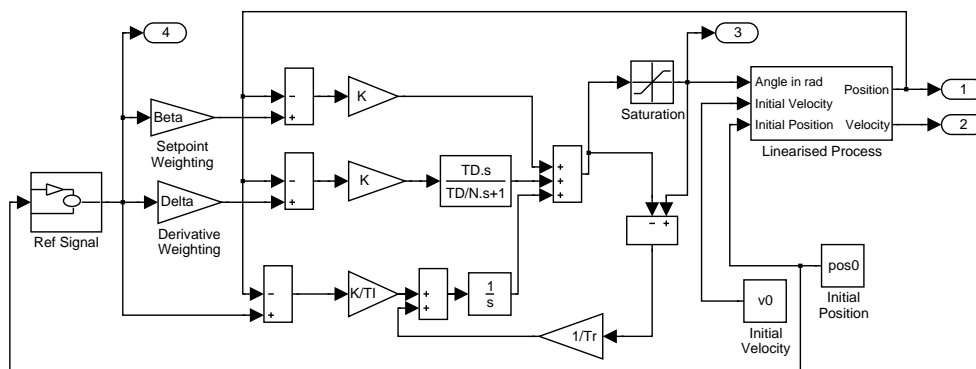 4
3
Beta
Setpoint
Weighting
K
Saturation
Angle in rad
Initial Velocity
Initial Position
Position
Velocity
Linearised Process
1
2
Ref Signal
Delta
Derivative
Weighting
K
TD.s
TD/N.s+1
K/TI
1
s
1/Tr
v0
Initial
Velocity
pos0
Initial
Position